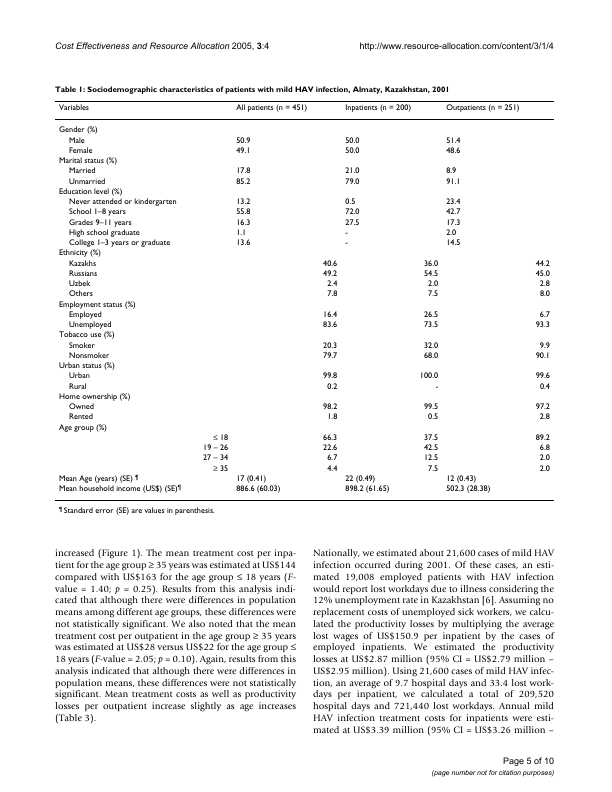 Cost Effectiveness and Resource Allocation 2005, 3:4 http://www.resource-allocation.com/content/3/1/4
Table 1: Sociodemographic characteristics of patients with mild HAV infection, Almaty, Kazakhstan, 2001
Variables All patients (n = 451) Inpatients (n = 200) Outpatients (n = 251)
Gender (%)
Male 50.9 50.0 51.4
Female 49.1 50.0 48.6
Marital status (%)
Married 17.8 21.0 8.9
Unmarried 85.2 79.0 91.1
Education level (%)
Never attended or kindergarten 13.2 0.5 23.4
School 1–8 years 55.8 72.0 42.7
Grades 9–11 years 16.3 27.5 17.3
High school graduate 1.1 - 2.0
College 1–3 years or graduate 13.6 - 14.5
Ethnicity (%)
Kazakhs 40.6 36.0 44.2
Russians 49.2 54.5 45.0
Uzbek 2.4 2.0 2.8
Others 7.8 7.5 8.0
Employment status (%)
Employed 16.4 26.5 6.7
Unemployed 83.6 73.5 93.3
Tobacco use (%)
Smoker 20.3 32.0 9.9
Nonsmoker 79.7 68.0 90.1
Urban status (%)
Urban 99.8 100.0 99.6
Rural 0.2 - 0.4
Home ownership (%)
Owned 98.2 99.5 97.2
Rented 1.8 0.5 2.8
Age group (%)
≤ 18 66.3 37.5 89.2
19 – 26 22.6 42.5 6.8
27 – 34 6.7 12.5 2.0
≥ 35 4.4 7.5 2.0
Mean Age (years) (SE) ¶ 17 (0.41) 22 (0.49) 12 (0.43)
Mean household income (US$) (SE)¶ 886.6 (60.03) 898.2 (61.65) 502.3 (28.38)
¶ Standard error (SE) are values in parenthesis.
increased (Figure 1). The mean treatment cost per inpa-
tient for the age group ≥ 35 years was estimated at US$144
compared with US$163 for the age group ≤ 18 years (F-
value = 1.40; p = 0.25). Results from this analysis indi-
cated that although there were differences in population
means among different age groups, these differences were
not statistically significant. We also noted that the mean
treatment cost per outpatient in the age group ≥ 35 years
was estimated at US$28 versus US$22 for the age group ≤
18 years (F-value = 2.05; p = 0.10). Again, results from this
analysis indicated that although there were differences in
population means, these differences were not statistically
significant. Mean treatment costs as well as productivity
losses per outpatient increase slightly as age increases
(Table 3).
Nationally, we estimated about 21,600 cases of mild HAV
infection occurred during 2001. Of these cases, an esti-
mated 19,008 employed patients with HAV infection
would report lost workdays due to illness considering the
12% unemployment rate in Kazakhstan [6]. Assuming no
replacement costs of unemployed sick workers, we calcu-
lated the productivity losses by multiplying the average
lost wages of US$150.9 per inpatient by the cases of
employed inpatients. We estimated the productivity
losses at US$2.87 million (95% CI = US$2.79 million –
US$2.95 million). Using 21,600 cases of mild HAV infec-
tion, an average of 9.7 hospital days and 33.4 lost work-
days per inpatient, we calculated a total of 209,520
hospital days and 721,440 lost workdays. Annual mild
HAV infection treatment costs for inpatients were esti-
mated at US$3.39 million (95% CI = US$3.26 million –
Page 5 of 10
(page number not for citation purposes)